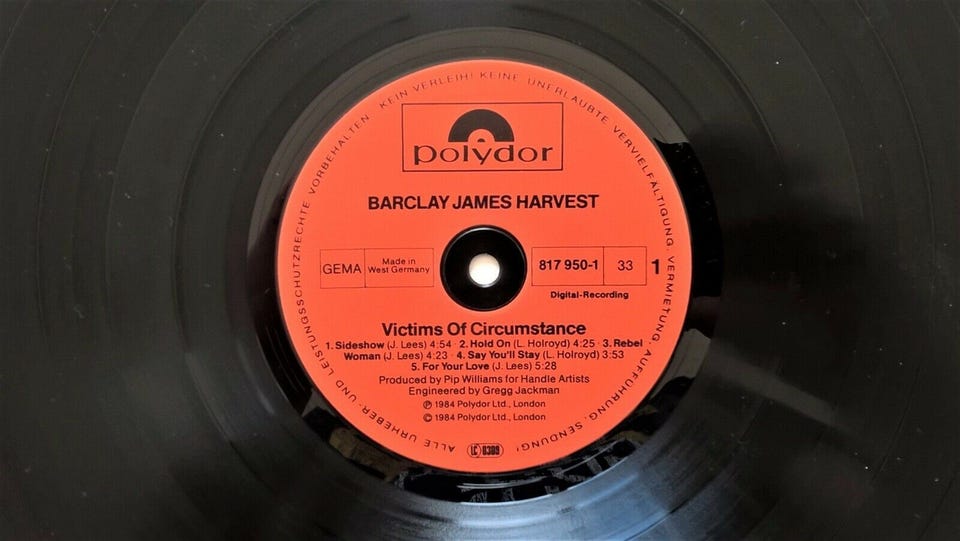 ALLE URHEBER- UND LEISTUNGSSCHUTZRECHTE VORBEHALTEN KEIN VERLEIH! KEINE UNERLAUBTE VERVIELFÄLTIGUNG, VERMIETUNG, AUFFÜHRUNG, SENDUNG!
polydor
BARCLAY JAMES HARVEST
GEMA
Made in
West Germany
817 950-1
33
1
Digital-Recording
Victims Of Circumstance
1. Sideshow (J. Lees) 4:54 · 2. Hold On (L. Holroyd) 4:25 · 3. Rebel
Woman (J. Lees) 4:23 · 4. Say You'll Stay (L. Holroyd) 3:53
5. For Your Love (J. Lees) 5:28
Produced by Pip Williams for Handle Artists
Engineered by Gregg Jackman
℗ 1984 Polydor Ltd., London
© 1984 Polydor Ltd., London
LC 0309